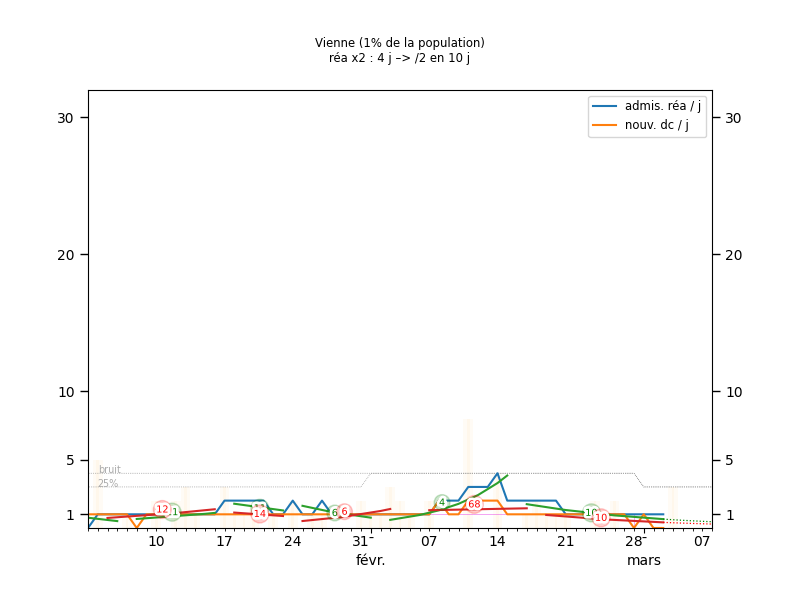 Vienne (1% de la population)
réa x2 : 4 j –> /2 en 10 j
admis. réa / j
nouv. dc / j
30 30
20 20
10 10
5 5
bruit
25%
1 1
12 14 6 6 4 68 10 10
10 17 24 31 07 14 21 28 07
févr. mars